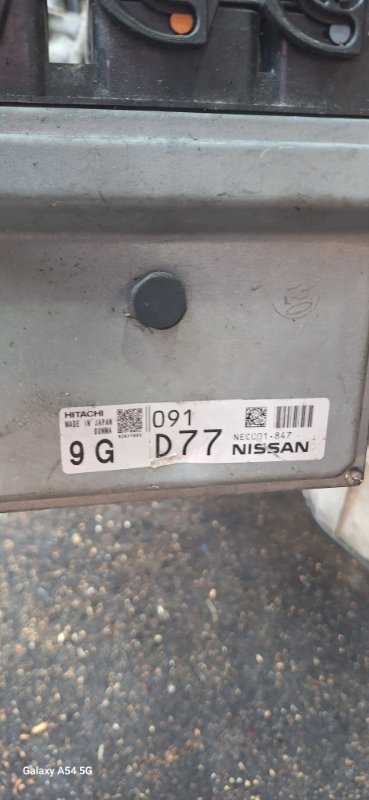 HITACHI
MADE IN JAPAN
GUNMA
091
NEC001-847
9G D77 NISSAN
Galaxy A54 5G